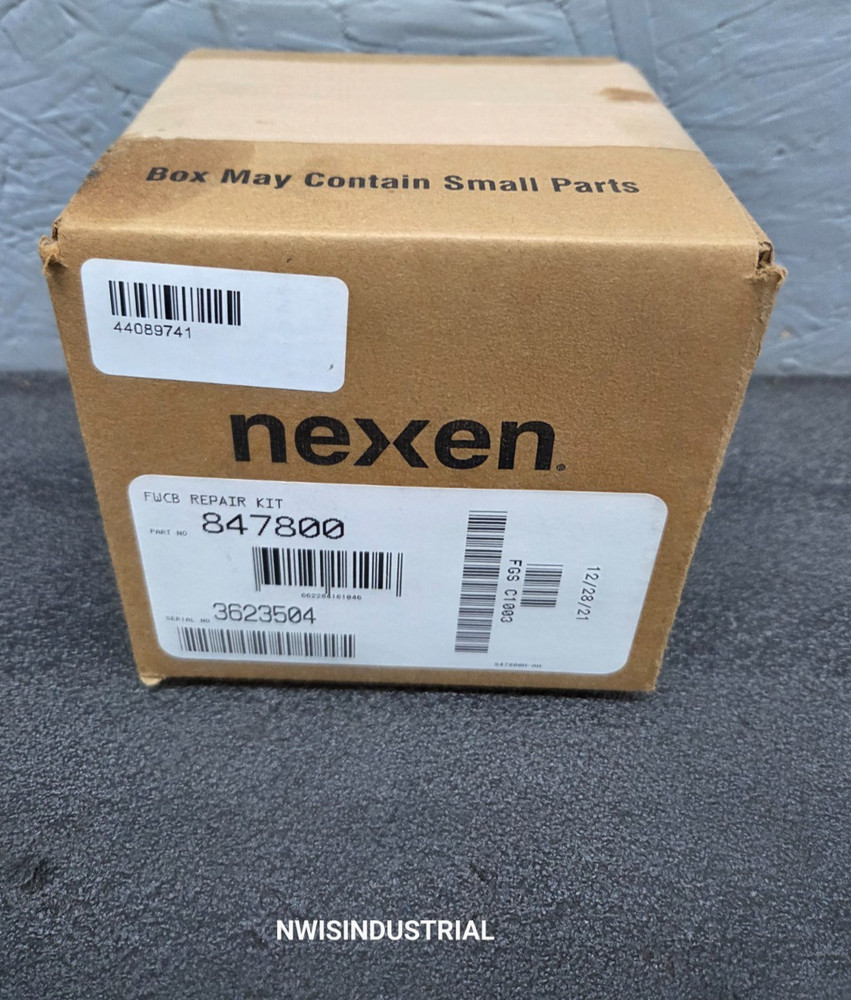 Box May Contain Small Parts
44089741
nexen
FWCB REPAIR KIT
PART NO 847800
SERIAL NO 3623504
FGS C1003
12/28/21
NWISINDUSTRIAL